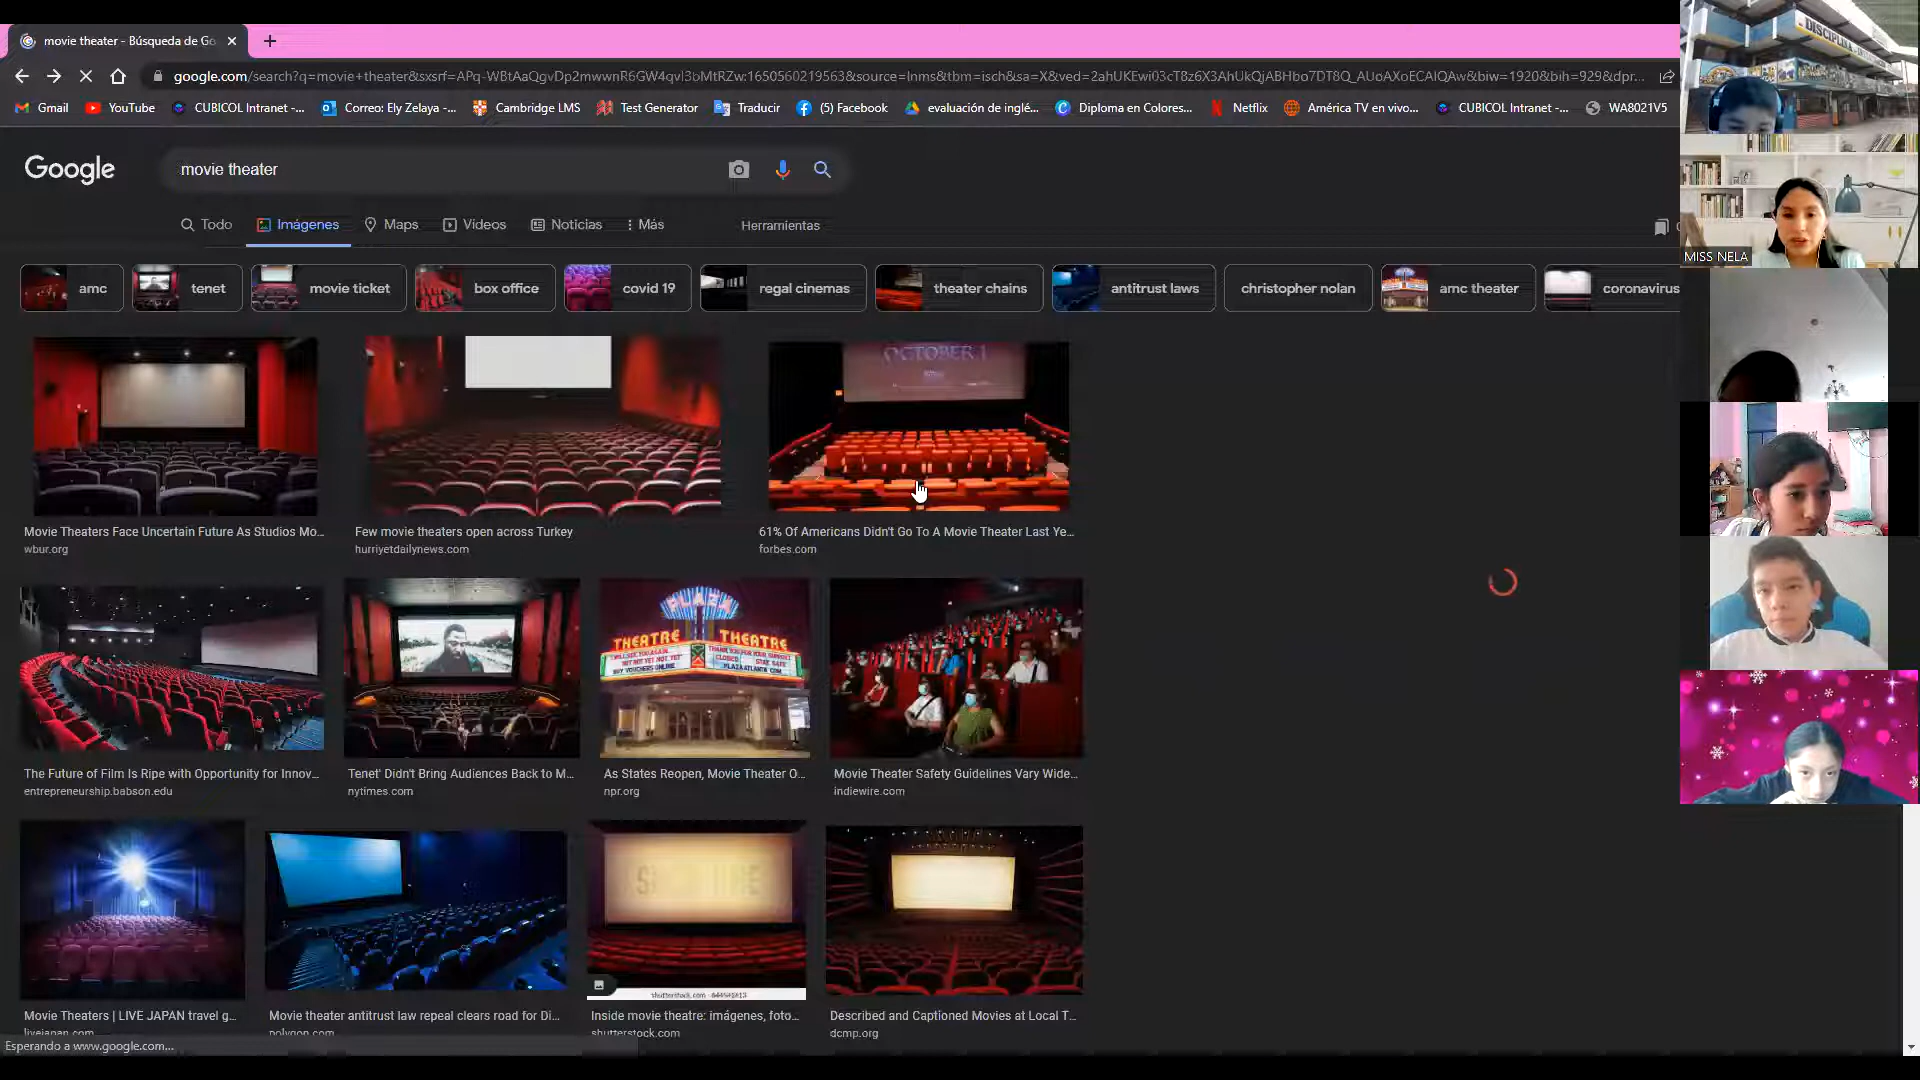 movie theater - Búsqueda de Go
google.com/search?q=movie+theater&sxsrf=APq-WBtAaQgvDp2mwwnR6GW4qvl3bMtRZw:1650560219563&source=lnms&tbm=isch&sa=X&ved=2ahUKEwi03cT8z6X3AhUkQjABHbo7DT8Q_AUoAXoECAIQAw&biw=1920&bih=929&dpr...
Gmail YouTube CUBICOL Intranet -... Correo: Ely Zelaya -... Cambridge LMS Test Generator Traducir (5) Facebook evaluación de inglé... Diploma en Colores... Netflix América TV en vivo... CUBICOL Intranet -... WA8021V5
Google
movie theater
Todo Imágenes Maps Videos Noticias Más Herramientas
amc tenet movie ticket box office covid 19 regal cinemas theater chains antitrust laws christopher nolan amc theater coronavirus
OCTOBER 1
Movie Theaters Face Uncertain Future As Studios Mo...
wbur.org
Few movie theaters open across Turkey
hurriyetdailynews.com
61% Of Americans Didn't Go To A Movie Theater Last Ye...
forbes.com
PLAZA
THEATRE THEATRE
The Future of Film Is Ripe with Opportunity for Innov...
entrepreneurship.babson.edu
Tenet' Didn't Bring Audiences Back to M...
nytimes.com
As States Reopen, Movie Theater O...
npr.org
Movie Theater Safety Guidelines Vary Wide...
indiewire.com
Movie Theaters | LIVE JAPAN travel g...
livejapan.com
Movie theater antitrust law repeal clears road for Di...
polygon.com
Inside movie theatre: imágenes, foto...
shutterstock.com
Described and Captioned Movies at Local T...
dcmp.org
Esperando a www.google.com...
DISCIPLINA
MISS NELA